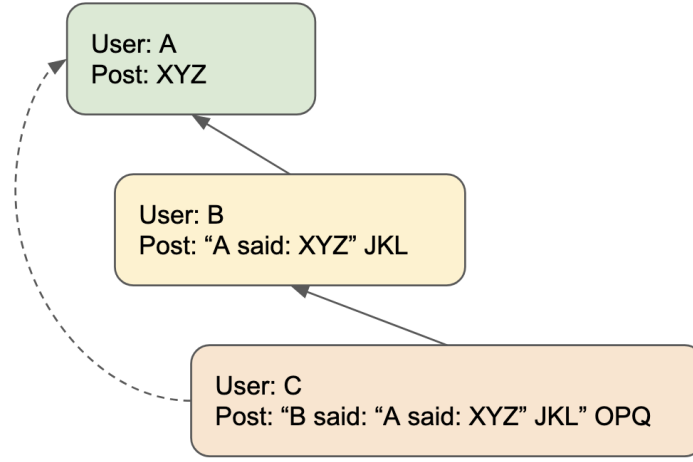 User: A
Post: XYZ
User: B
Post: “A said: XYZ” JKL
User: C
Post: “B said: “A said: XYZ” JKL” OPQ